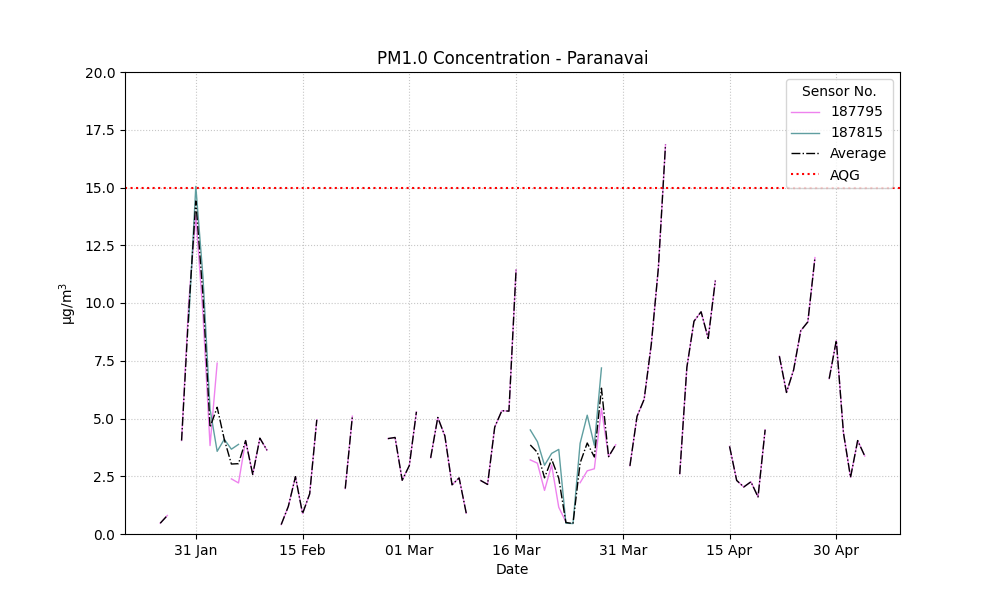 PM1.0 Concentration - Paranavai
20.0
17.5
15.0
12.5
10.0
7.5
5.0
2.5
0.0
µg/m³
Sensor No.
187795
187815
Average
AQG
31 Jan
15 Feb
01 Mar
16 Mar
31 Mar
15 Apr
30 Apr
Date